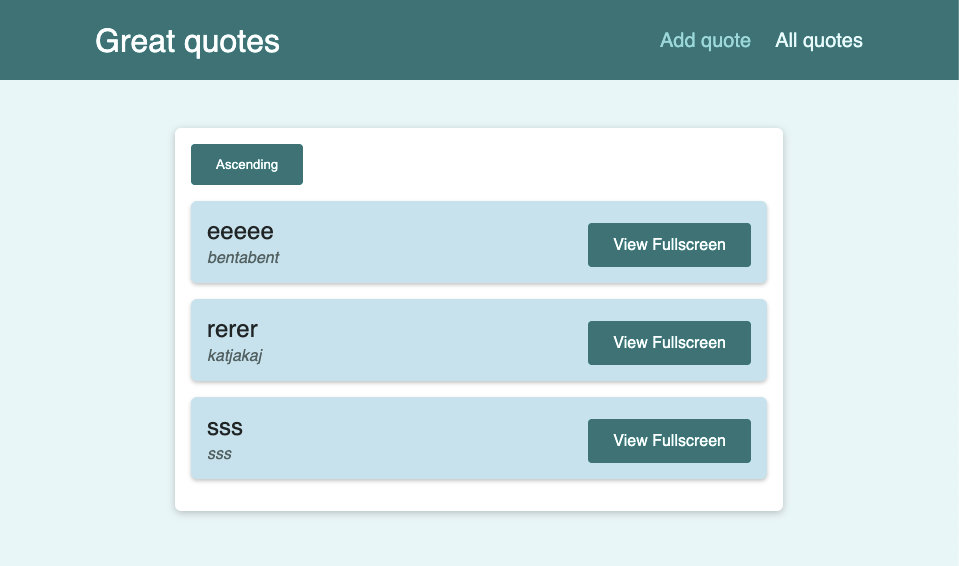 Great quotes
Add quote
All quotes
Ascending
eeeee
bentabent
View Fullscreen
rerer
katjakaj
View Fullscreen
sss
sss
View Fullscreen